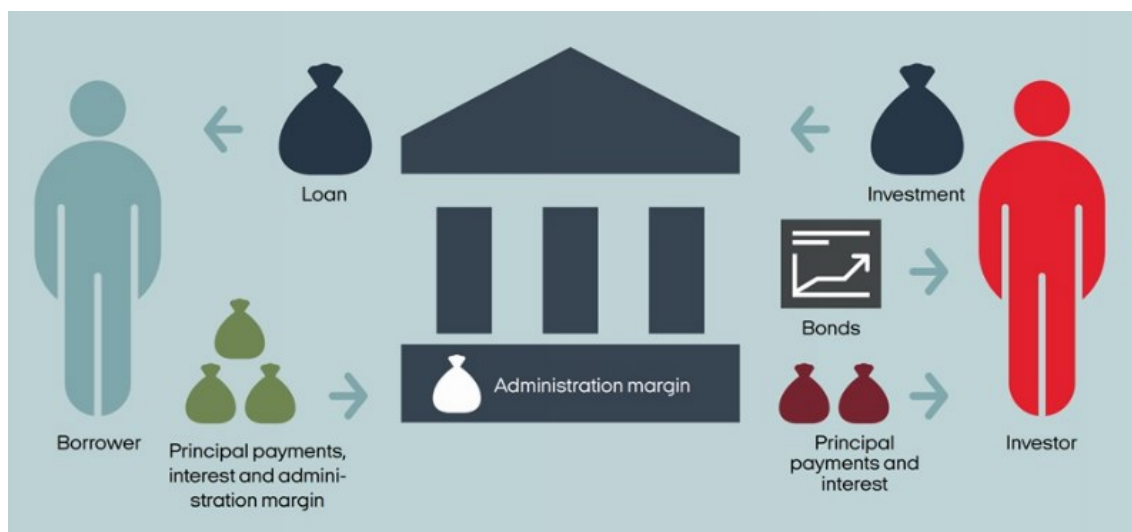 Loan
Investment
Bonds
Administration margin
Borrower
Principal payments,
interest and admini-
stration margin
Principal
payments and
interest
Investor